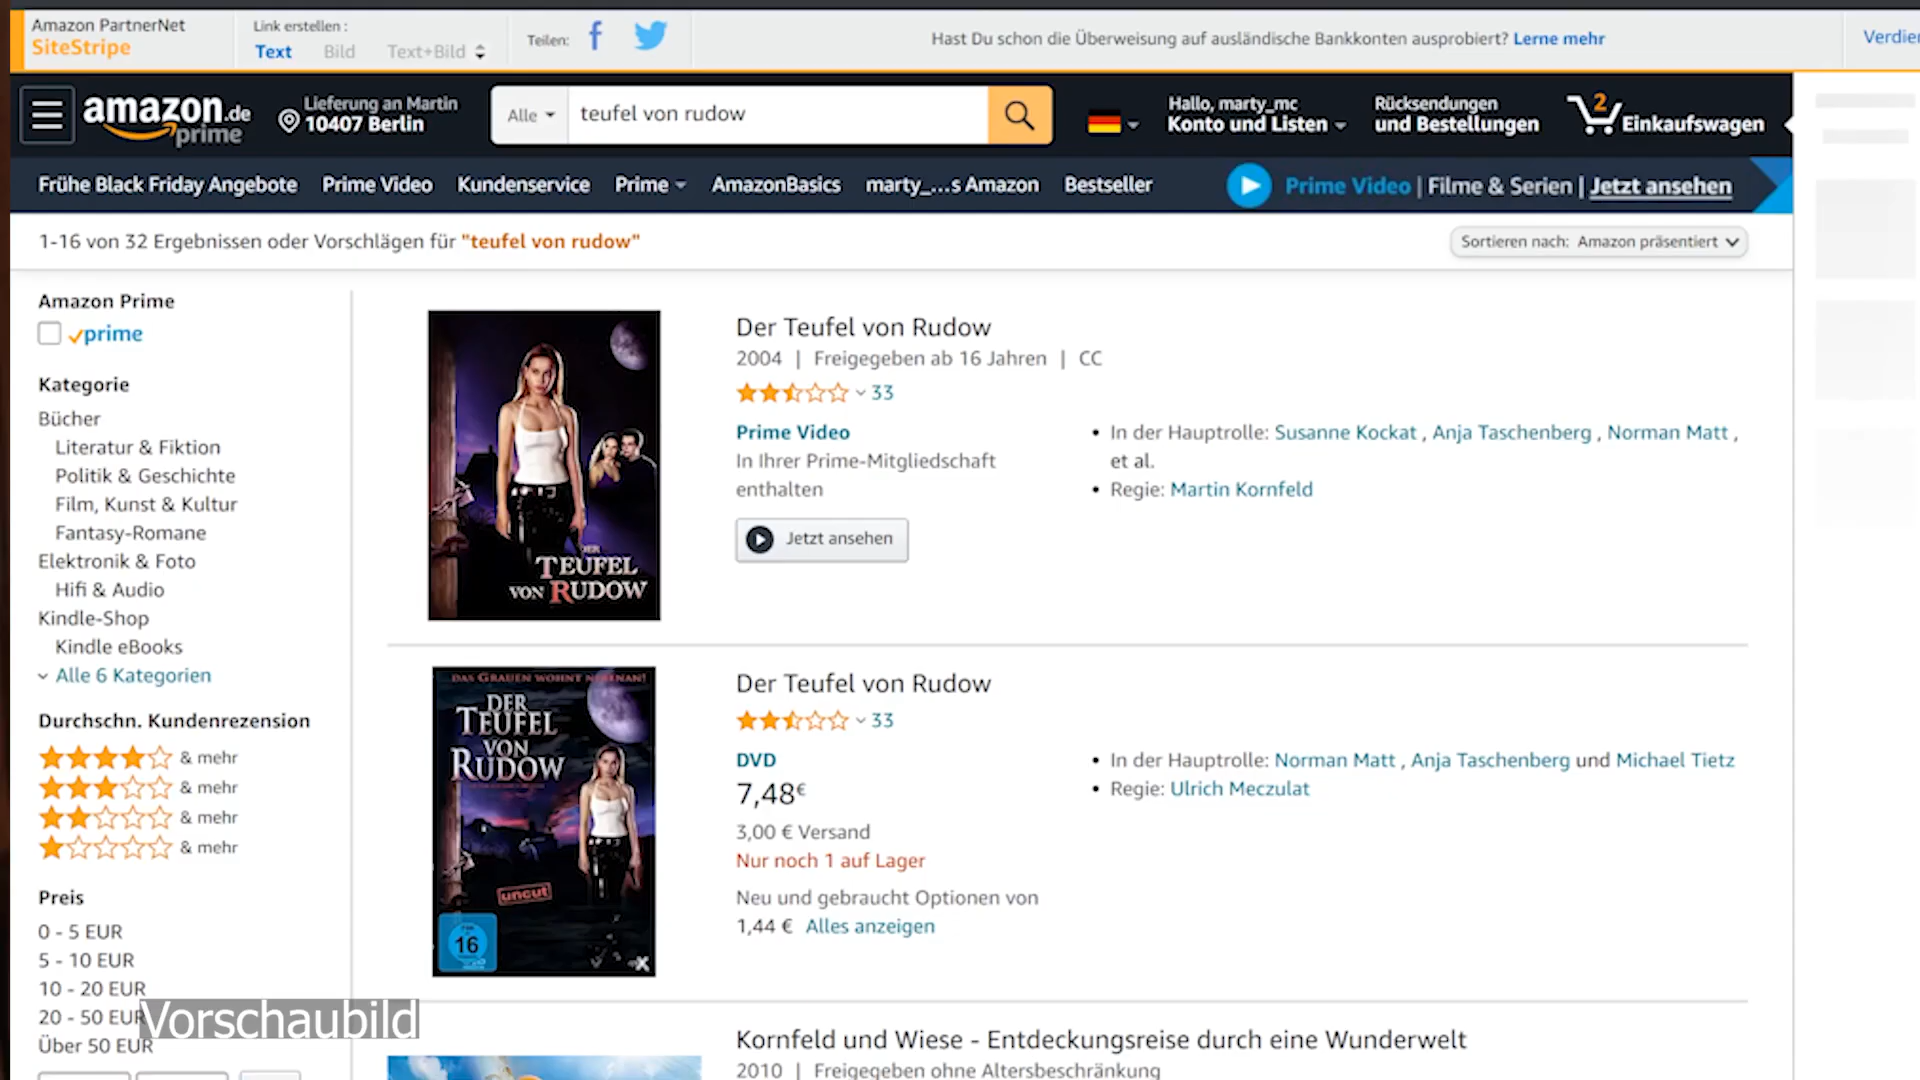 Amazon PartnerNet
SiteStripe
Link erstellen :
Text Bild Text+Bild
Teilen:
Hast Du schon die Überweisung auf ausländische Bankkonten ausprobiert? Lerne mehr
amazon.de
prime
Lieferung an Martin
10407 Berlin
Alle
teufel von rudow
Hallo, marty_mc
Konto und Listen
Rücksendungen
und Bestellungen
2
Einkaufswagen
Frühe Black Friday Angebote Prime Video Kundenservice Prime AmazonBasics marty_...s Amazon Bestseller
Prime Video | Filme & Serien | Jetzt ansehen
1-16 von 32 Ergebnissen oder Vorschlägen für "teufel von rudow"
Sortieren nach: Amazon präsentiert
Amazon Prime
prime
Kategorie
Bücher
Literatur & Fiktion
Politik & Geschichte
Film, Kunst & Kultur
Fantasy-Romane
Elektronik & Foto
Hifi & Audio
Kindle-Shop
Kindle eBooks
Alle 6 Kategorien
Durchschn. Kundenrezension
& mehr
& mehr
& mehr
& mehr
Preis
0 - 5 EUR
5 - 10 EUR
10 - 20 EUR
20 - 50 EUR
Über 50 EUR
Vorschaubild
DER
TEUFEL
VON RUDOW
Der Teufel von Rudow
2004 | Freigegeben ab 16 Jahren | CC
33
Prime Video
In Ihrer Prime-Mitgliedschaft
enthalten
Jetzt ansehen
• In der Hauptrolle: Susanne Kockat , Anja Taschenberg , Norman Matt ,
et al.
• Regie: Martin Kornfeld
DAS GRAUEN WOHNT NEBENAN!
DER
TEUFEL
VON
RUDOW
uncut
16
Der Teufel von Rudow
33
DVD
7,48€
3,00 € Versand
Nur noch 1 auf Lager
Neu und gebraucht Optionen von
1,44 € Alles anzeigen
• In der Hauptrolle: Norman Matt , Anja Taschenberg und Michael Tietz
• Regie: Ulrich Meczulat
Kornfeld und Wiese - Entdeckungsreise durch eine Wunderwelt
2010 | Freigegeben ohne Altersbeschränkung